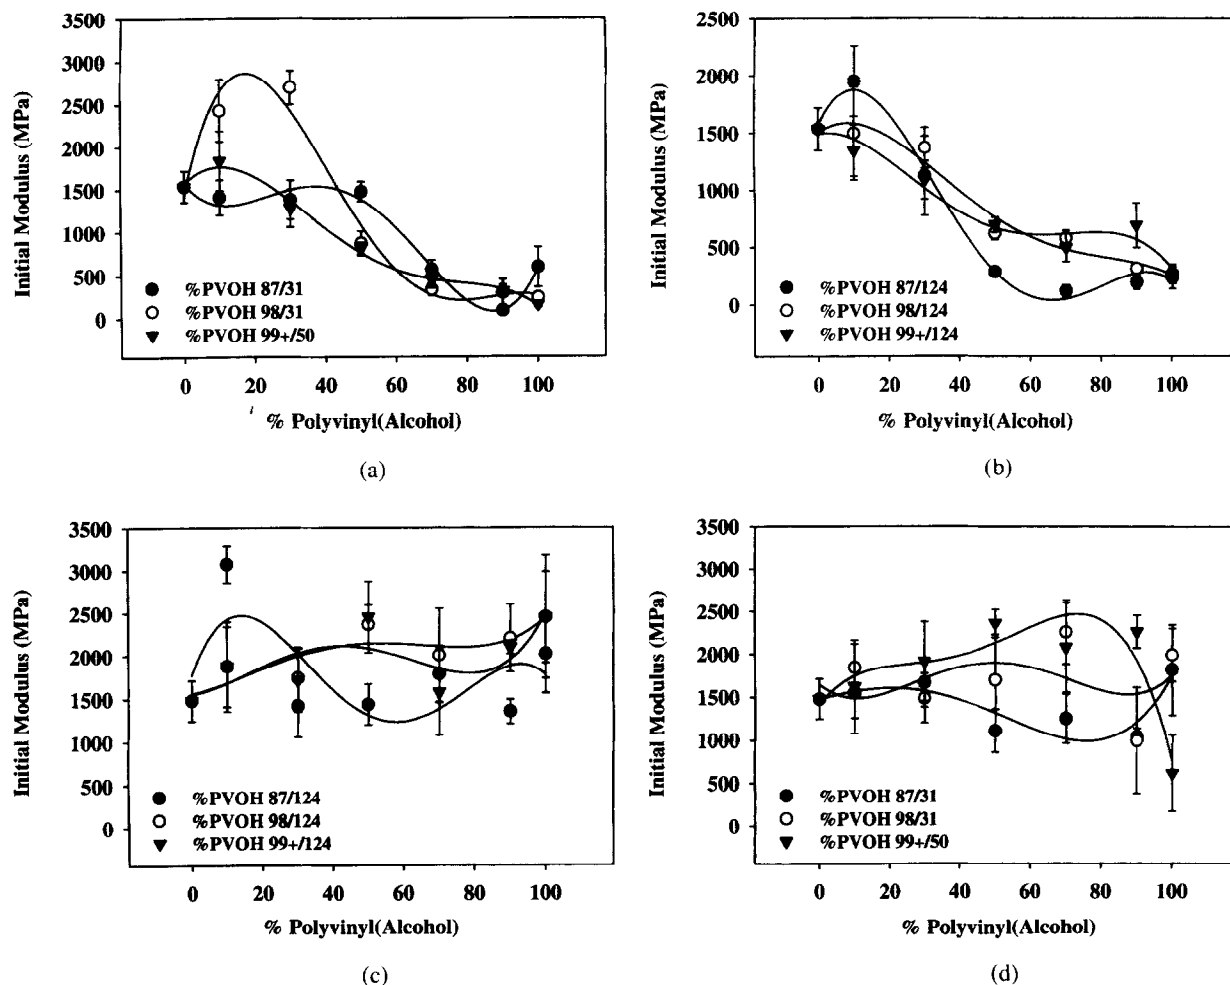 3500
3000
2500
2000
1500
1000
500
0
Initial Modulus (MPa)
%PVOH 87/31
%PVOH 98/31
%PVOH 99+/50
0 20 40 60 80 100
% Polyvinyl(Alcohol)
(a)
2500
2000
1500
1000
500
0
Initial Modulus (MPa)
%PVOH 87/124
%PVOH 98/124
%PVOH 99+/124
0 20 40 60 80 100
% Polyvinyl(Alcohol)
(b)
3500
3000
2500
2000
1500
1000
500
0
Initial Modulus (MPa)
%PVOH 87/124
%PVOH 98/124
%PVOH 99+/124
0 20 40 60 80 100
% Polyvinyl(Alcohol)
(c)
3500
3000
2500
2000
1500
1000
500
0
Initial Modulus (MPa)
%PVOH 87/31
%PVOH 98/31
%PVOH 99+/50
0 20 40 60 80 100
% Polyvinyl(Alcohol)
(d)